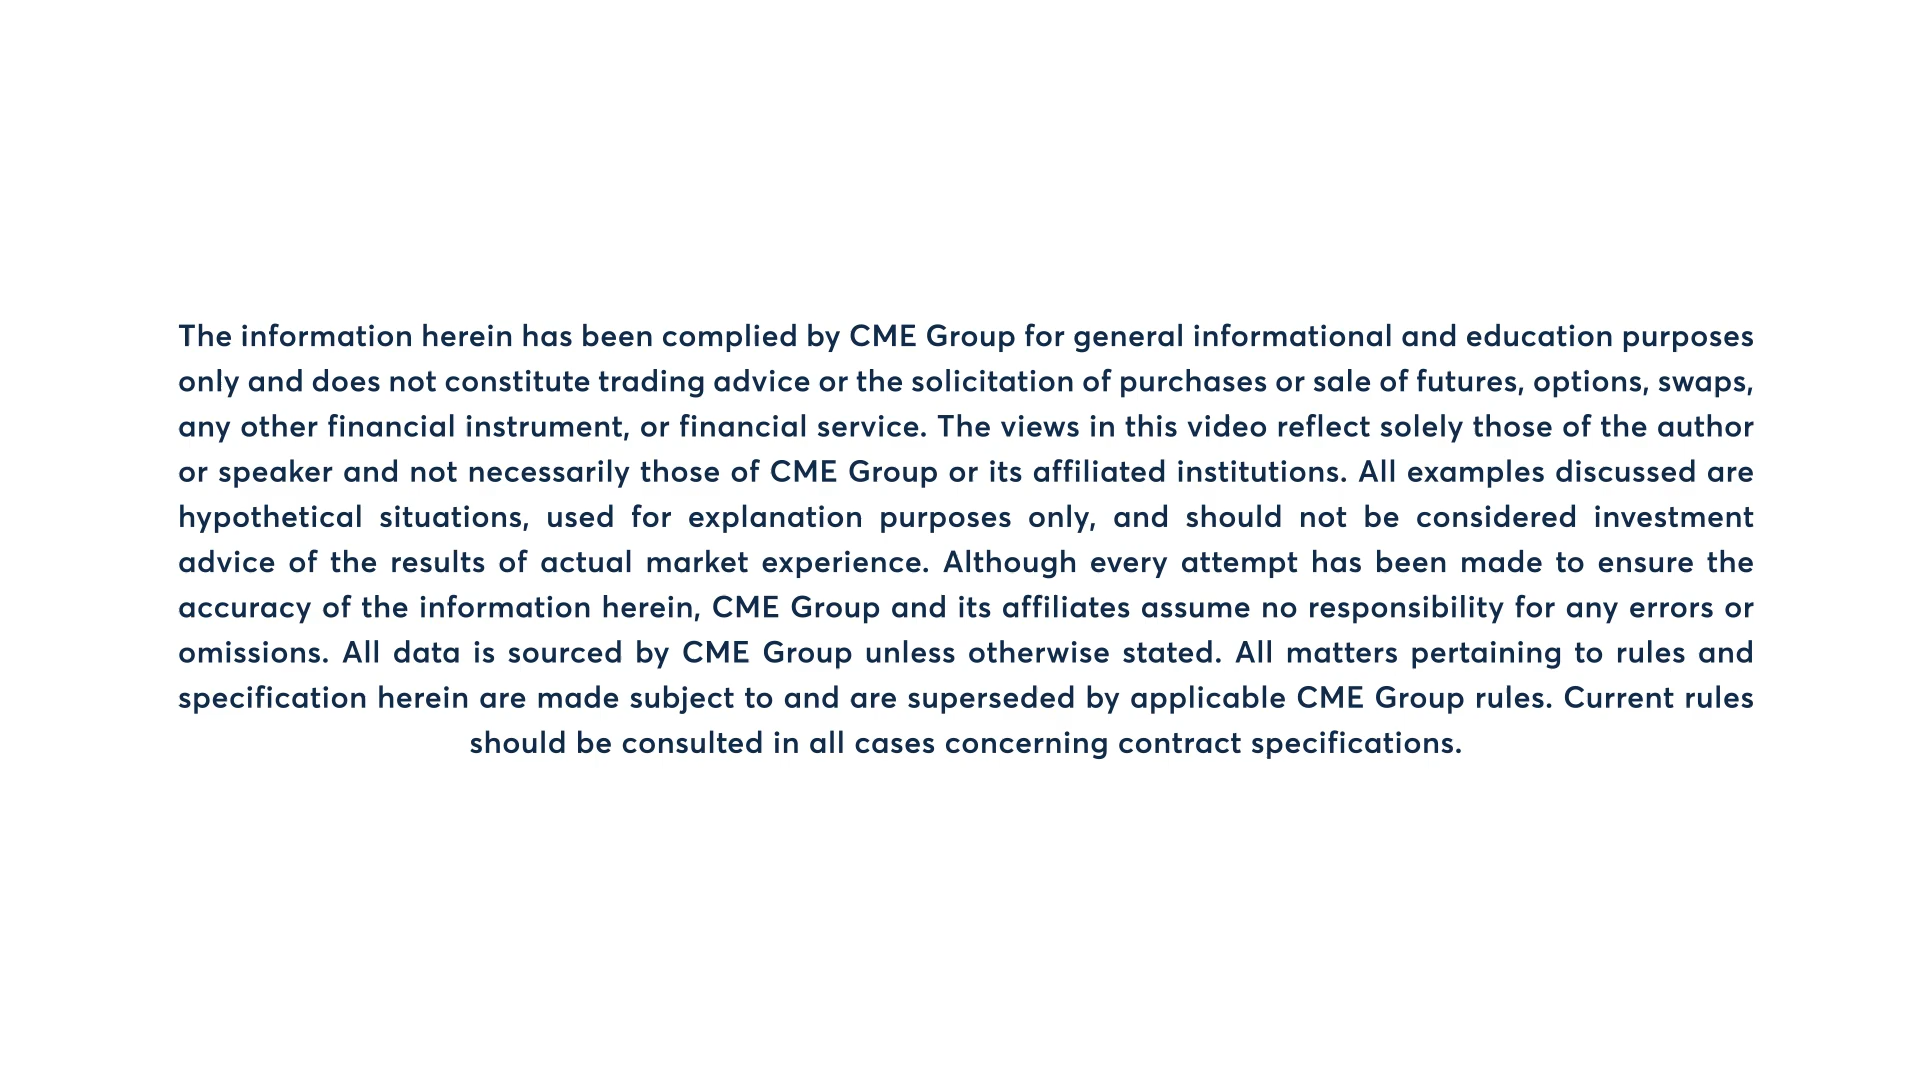 The information herein has been complied by CME Group for general informational and education purposes
only and does not constitute trading advice or the solicitation of purchases or sale of futures, options, swaps,
any other financial instrument, or financial service. The views in this video reflect solely those of the author
or speaker and not necessarily those of CME Group or its affiliated institutions. All examples discussed are
hypothetical situations, used for explanation purposes only, and should not be considered investment
advice of the results of actual market experience. Although every attempt has been made to ensure the
accuracy of the information herein, CME Group and its affiliates assume no responsibility for any errors or
omissions. All data is sourced by CME Group unless otherwise stated. All matters pertaining to rules and
specification herein are made subject to and are superseded by applicable CME Group rules. Current rules
should be consulted in all cases concerning contract specifications.